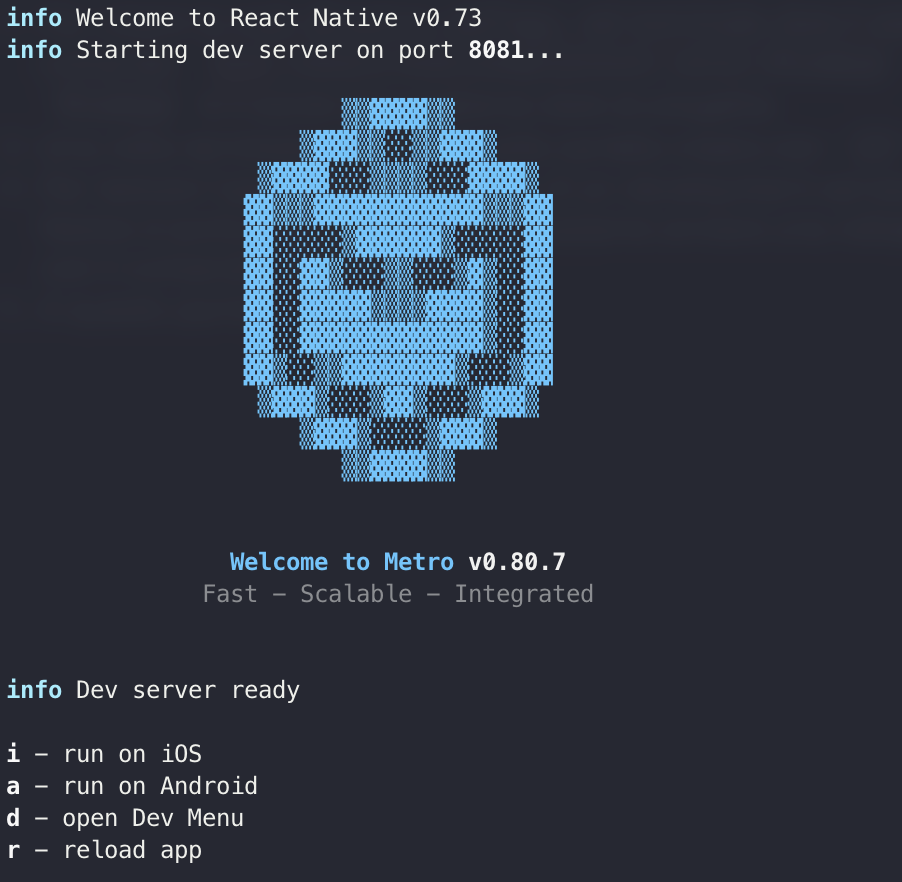 info Welcome to React Native v0.73
info Starting dev server on port 8081...
Welcome to Metro v0.80.7
Fast - Scalable - Integrated
info Dev server ready
i - run on iOS
a - run on Android
d - open Dev Menu
r - reload app